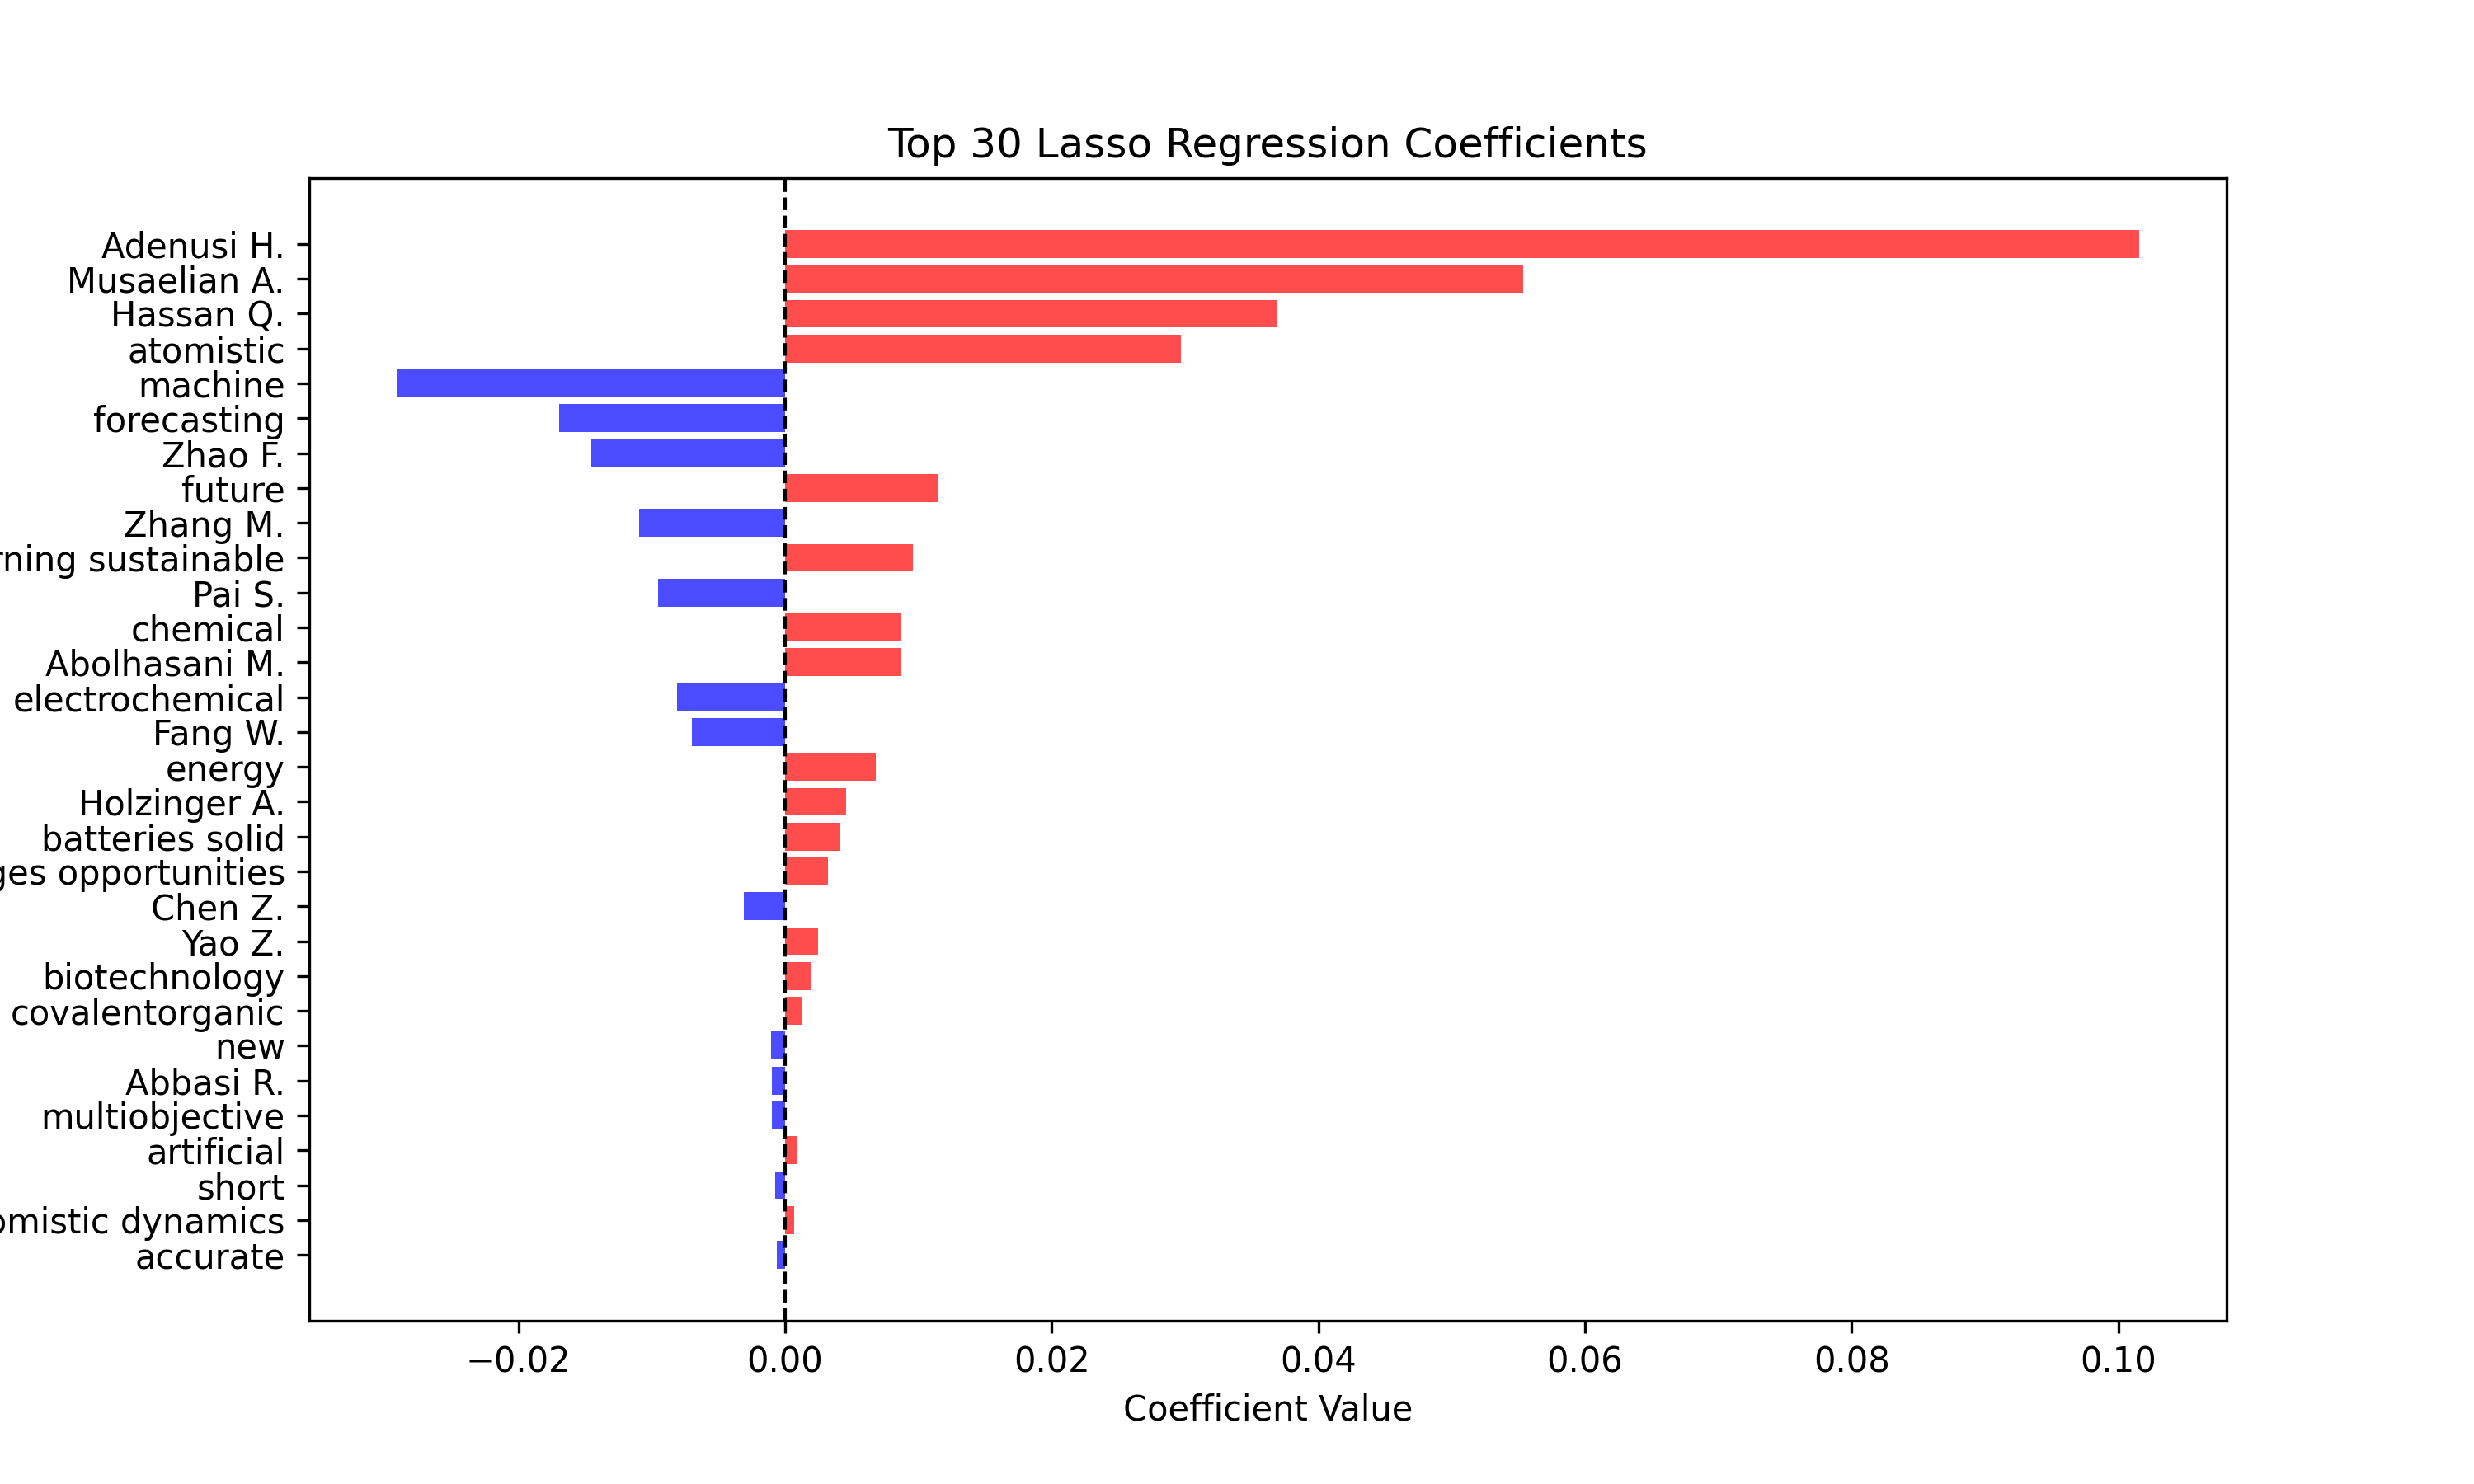 Top 30 Lasso Regression Coefficients
Adenusi H.
Musaelian A.
Hassan Q.
atomistic
machine
forecasting
Zhao F.
future
Zhang M.
rning sustainable
Pai S.
chemical
Abolhasani M.
electrochemical
Fang W.
energy
Holzinger A.
batteries solid
ges opportunities
Chen Z.
Yao Z.
biotechnology
covalentorganic
new
Abbasi R.
multiobjective
artificial
short
omistic dynamics
accurate
−0.02 0.00 0.02 0.04 0.06 0.08 0.10
Coefficient Value